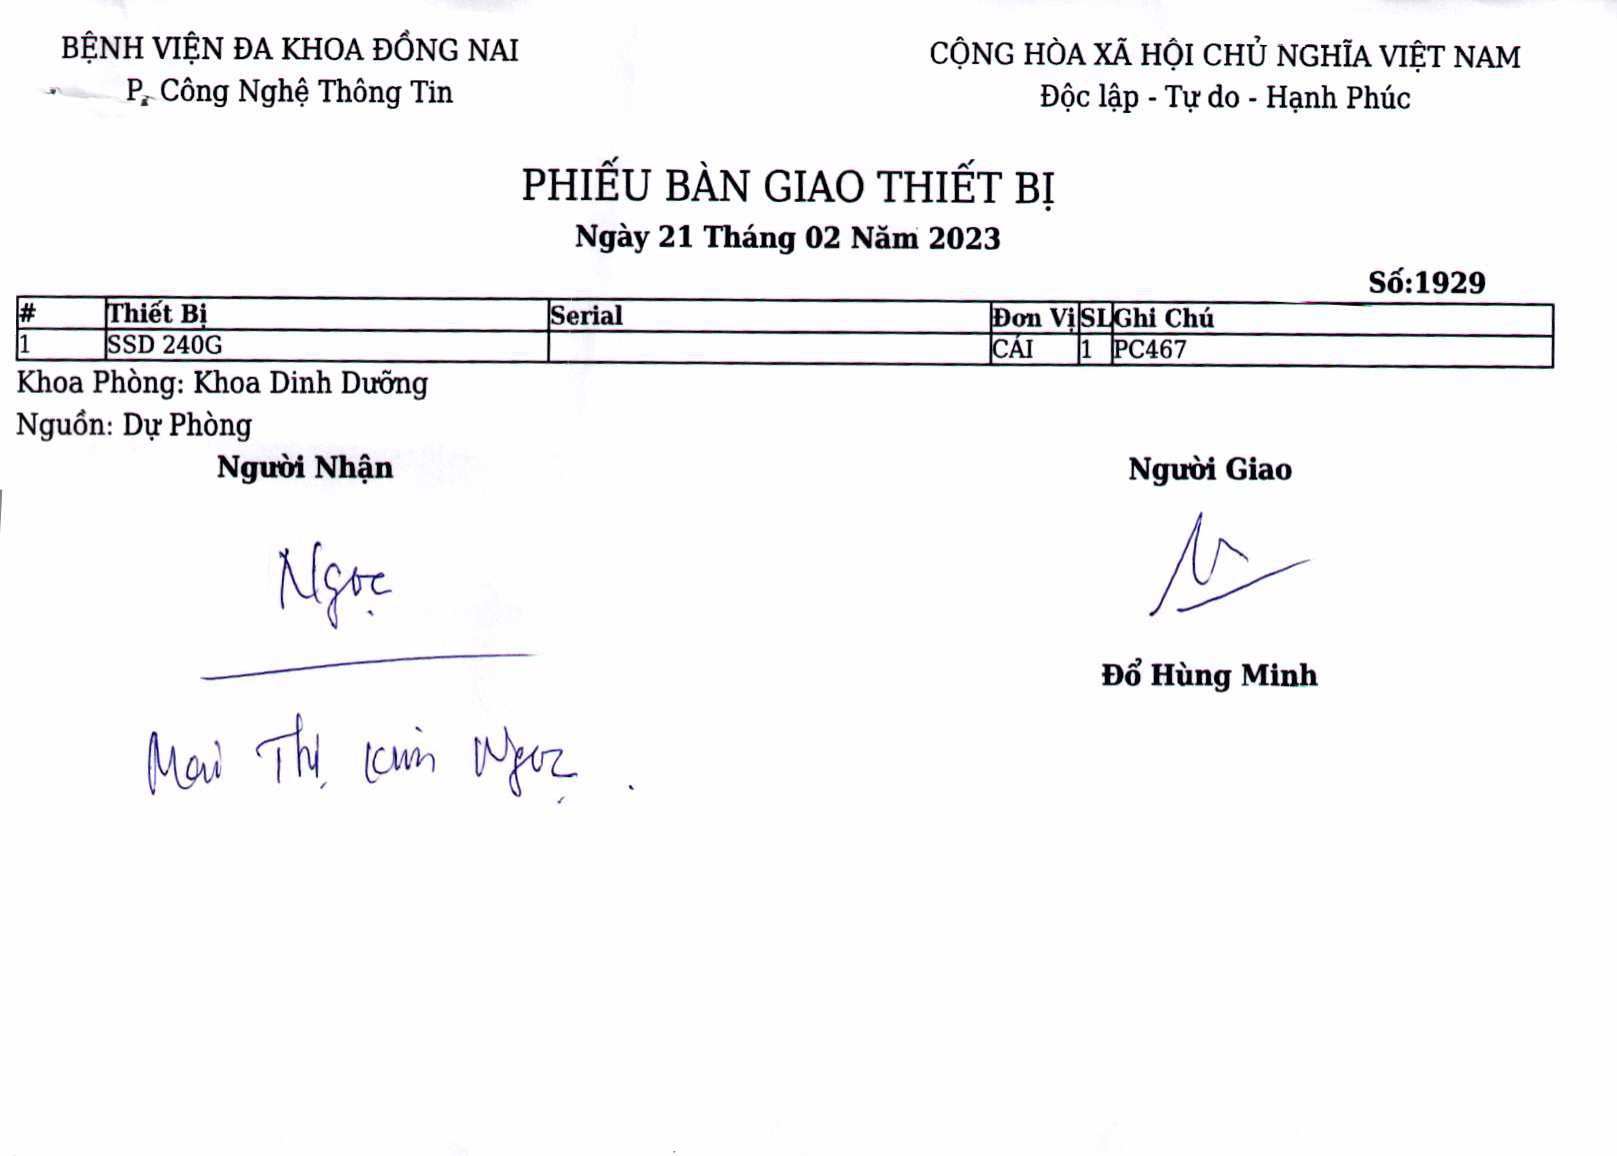 BỆNH VIỆN ĐA KHOA ĐỒNG NAI
P. Công Nghệ Thông Tin
CỘNG HÒA XÃ HỘI CHỦ NGHĨA VIỆT NAM
Độc lập - Tự do - Hạnh Phúc
PHIẾU BÀN GIAO THIẾT BỊ
Ngày 21 Tháng 02 Năm 2023
Số:1929
# Thiết Bị Serial Đơn Vị SL Ghi Chú
1 SSD 240G CÁI 1 PC467
Khoa Phòng: Khoa Dinh Dưỡng
Nguồn: Dự Phòng
Người Nhận Người Giao
Ngọc
Đổ Hùng Minh
Mai Thị Kim Ngọc.